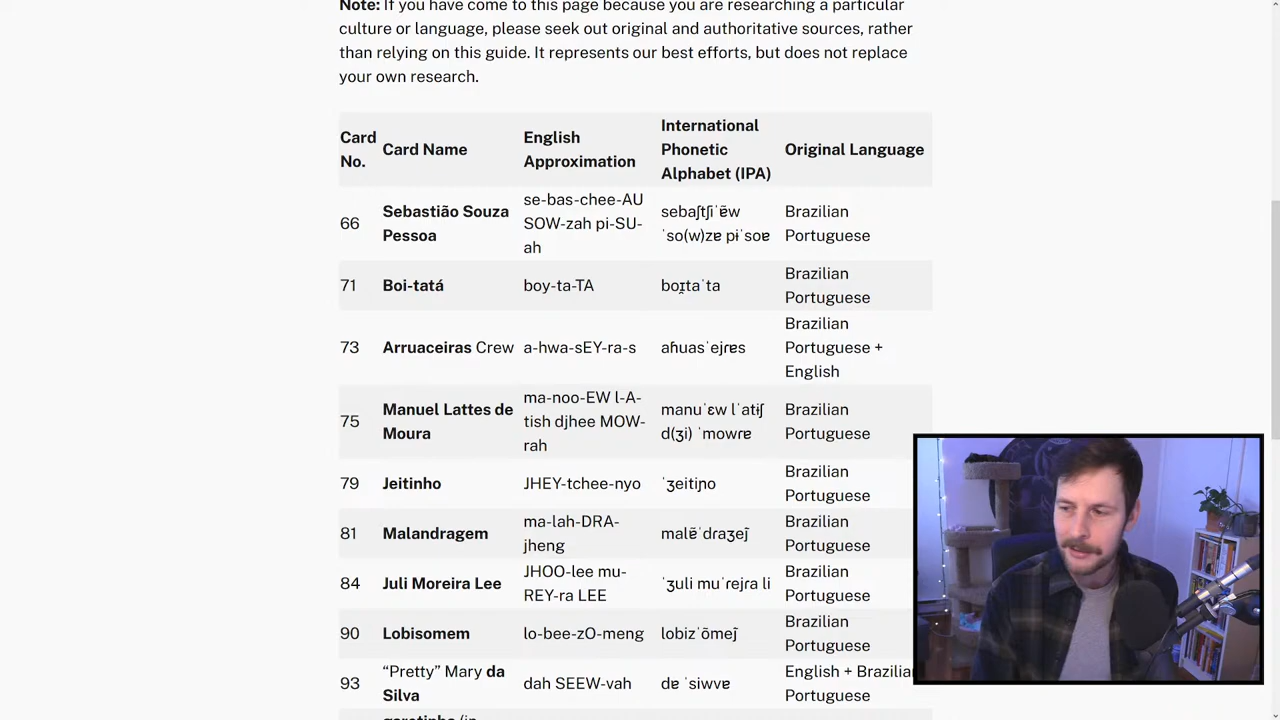 Note: If you have come to this page because you are researching a particular
culture or language, please seek out original and authoritative sources, rather
than relying on this guide. It represents our best efforts, but does not replace
your own research.
Card No. Card Name English Approximation International Phonetic Alphabet (IPA) Original Language
66 Sebastião Souza Pessoa se-bas-chee-AU SOW-zah pi-SU-ah sebaʃtʃiˈɐ̃w ˈso(w)zɐ pɨˈsoɐ Brazilian Portuguese
71 Boi-tatá boy-ta-TA boɪ̯taˈta Brazilian Portuguese
73 Arruaceiras Crew a-hwa-sEY-ra-s aɦuasˈejɾɐs Brazilian Portuguese + English
75 Manuel Lattes de Moura ma-noo-EW l-A-tish djhee MOW-rah manuˈɛw lˈatɨʃ d(ʒi) ˈmowɾɐ Brazilian Portuguese
79 Jeitinho JHEY-tchee-nyo ˈʒeitiɲo Brazilian Portuguese
81 Malandragem ma-lah-DRA-jheng malɐ̃ˈdɾaʒej̃ Brazilian Portuguese
84 Juli Moreira Lee JHOO-lee mu-REY-ra LEE ˈʒuli muˈɾejra li Brazilian Portuguese
90 Lobisomem lo-bee-zO-meng lobizˈõmej̃ Brazilian Portuguese
93 “Pretty” Mary da Silva dah SEEW-vah dɐ ˈsiwvɐ English + Brazilian Portuguese